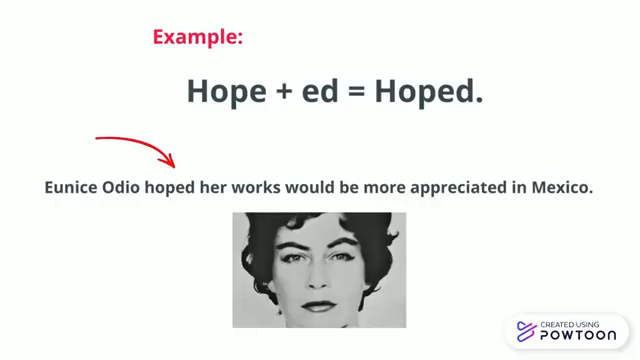 Example:
Hope + ed = Hoped.
Eunice Odio hoped her works would be more appreciated in Mexico.
CREATED USING
POWTOON